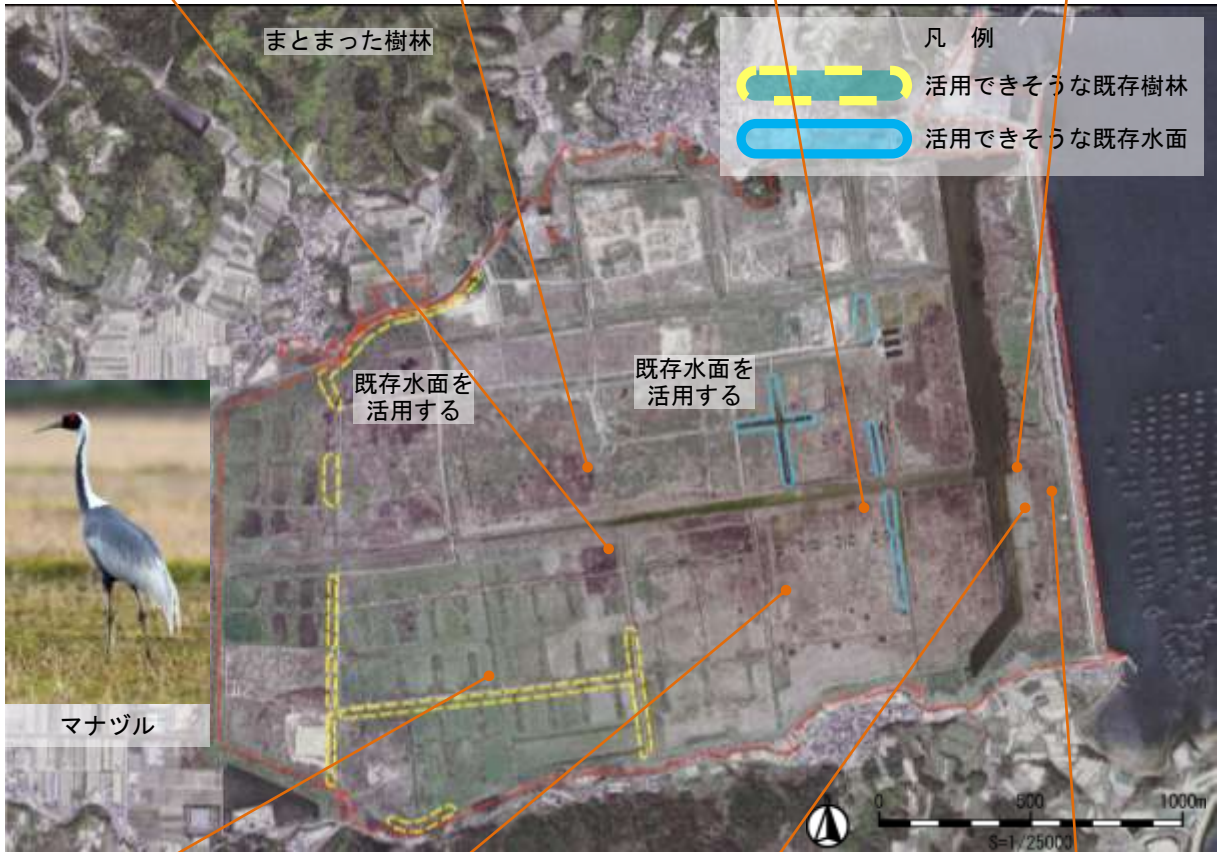 まとまった樹林
凡 例
活用できそうな既存樹林
活用できそうな既存水面
既存水面を
活用する
既存水面を
活用する
マナヅル
0 500 1000m
S=1/25000